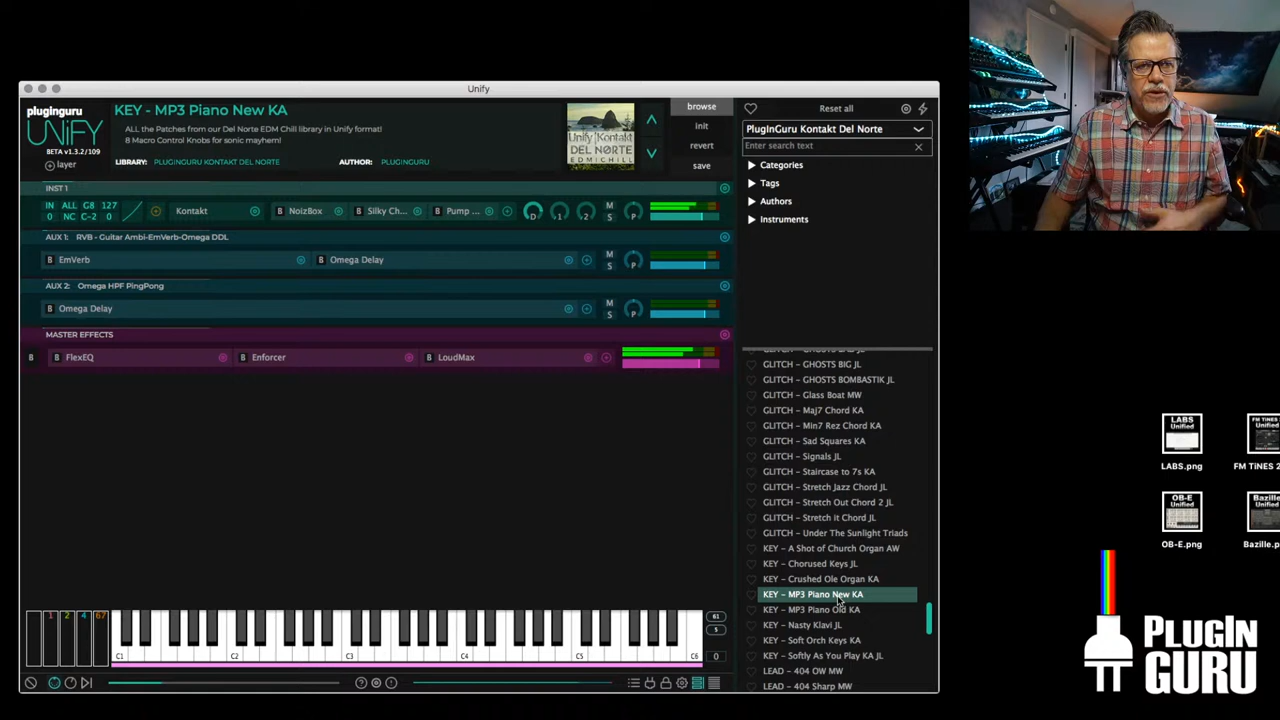 Unify
pluginguru
UNiFY
BETA v1.3.2/109
layer
KEY - MP3 Piano New KA
ALL the Patches from our Del Norte EDM Chill library in Unify format!
8 Macro Control Knobs for sonic mayhem!
LIBRARY: PLUGINGURU KONTAKT DEL NORTE AUTHOR: PLUGINGURU
Unify Kontakt
DEL NORTE
EDM|CHILL
browse
init
revert
save
INST 1
IN ALL G8 127
0 NC C-2 0
Kontakt
B NoizBox
B Silky Ch...
B Pump ...
D 1 2
M
S
P
AUX 1: RVB - Guitar Ambi-EmVerb-Omega DDL
B EmVerb
B Omega Delay
M
S
P
AUX 2: Omega HPF PingPong
B Omega Delay
M
S
P
MASTER EFFECTS
B
B FlexEQ
B Enforcer
B LoudMax
1 2 4 67
C1 C2 C3 C4 C5 C6
61
5
0
Reset all
PlugInGuru Kontakt Del Norte
Enter search text
Categories
Tags
Authors
Instruments
GLITCH - GHOSTS BIG JL
GLITCH - GHOSTS BOMBASTIK JL
GLITCH - Glass Boat MW
GLITCH - Maj7 Chord KA
GLITCH - Min7 Rez Chord KA
GLITCH - Sad Squares KA
GLITCH - Signals JL
GLITCH - Staircase to 7s KA
GLITCH - Stretch Jazz Chord JL
GLITCH - Stretch Out Chord 2 JL
GLITCH - Stretch it Chord JL
GLITCH - Under The Sunlight Triads
KEY - A Shot of Church Organ AW
KEY - Chorused Keys JL
KEY - Crushed Ole Organ KA
KEY - MP3 Piano New KA
KEY - MP3 Piano Old KA
KEY - Nasty Klavi JL
KEY - Soft Orch Keys KA
KEY - Softly As You Play KA JL
LEAD - 404 OW MW
LEAD - 404 Sharp MW
LABS
Unified
LABS.png
FM TiNES 2
OB-E
Unified
OB-E.png
Bazille
Bazille.p
PLUGIN
GURU